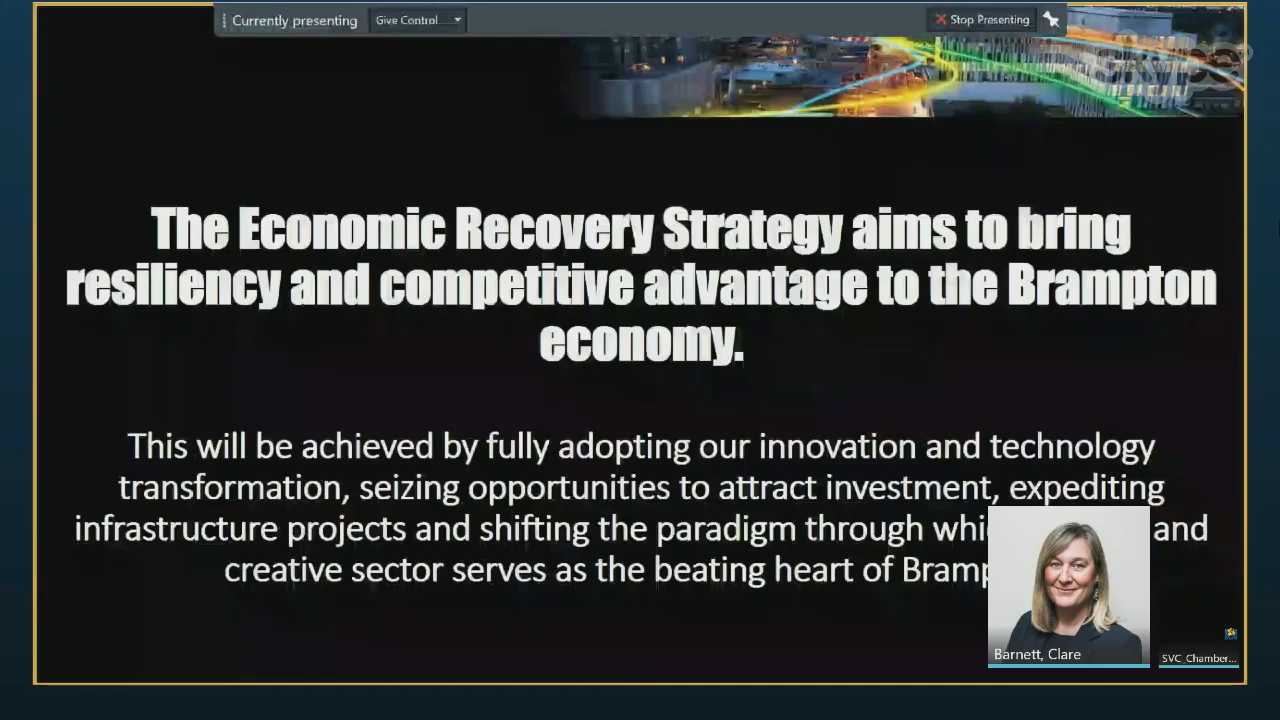 Currently presenting
Give Control
Stop Presenting
The Economic Recovery Strategy aims to bring
resiliency and competitive advantage to the Brampton
economy.
This will be achieved by fully adopting our innovation and technology
transformation, seizing opportunities to attract investment, expediting
infrastructure projects and shifting the paradigm through whi and
creative sector serves as the beating heart of Bramp
Barnett, Clare
SVC_Chamber...